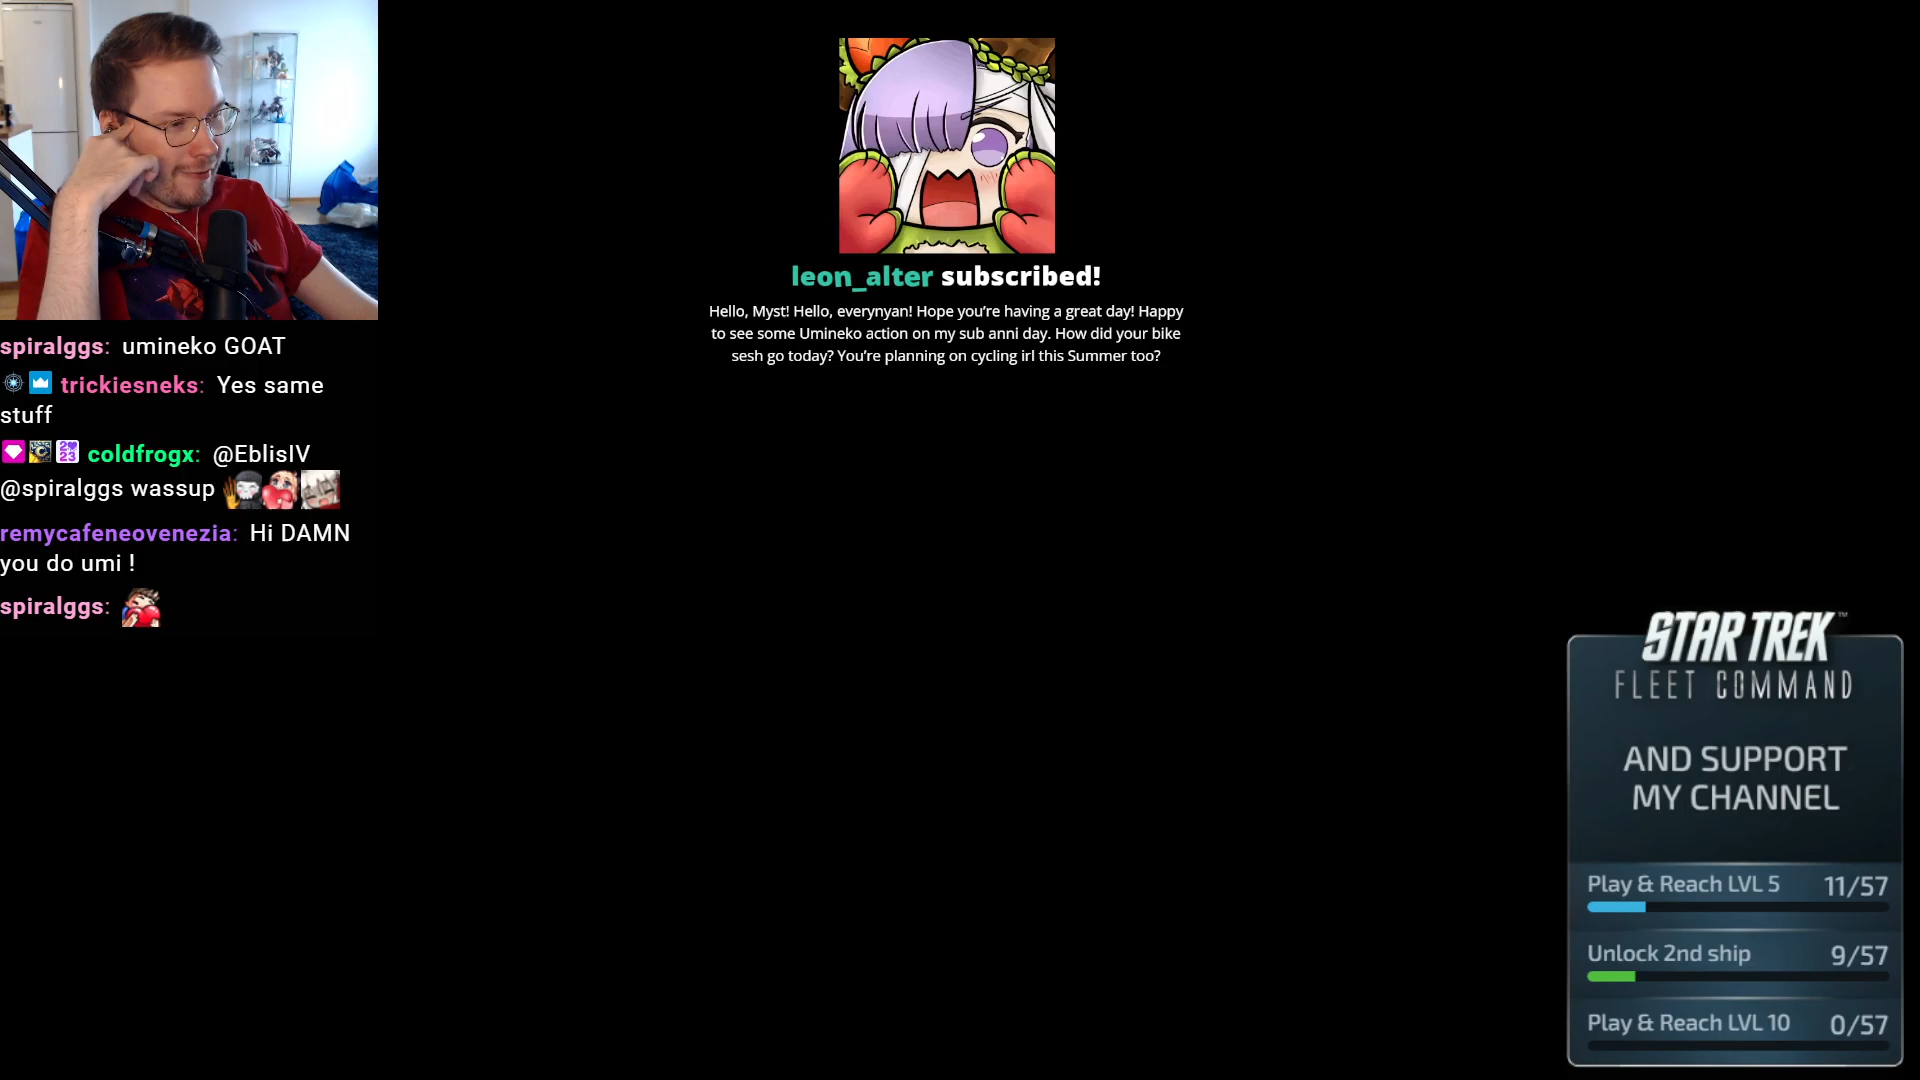 leon_alter subscribed!
Hello, Myst! Hello, everynyan! Hope you're having a great day! Happy
to see some Umineko action on my sub anni day. How did your bike
sesh go today? You're planning on cycling irl this Summer too?
spiralggs: umineko GOAT
trickiesneks: Yes same
stuff
2 23 coldfrogx: @EblisIV
@spiralggs wassup
remycafeneovenezia: Hi DAMN
you do umi !
spiralggs:
STAR TREK™
FLEET COMMAND
AND SUPPORT
MY CHANNEL
Play & Reach LVL 5 11/57
Unlock 2nd ship 9/57
Play & Reach LVL 10 0/57